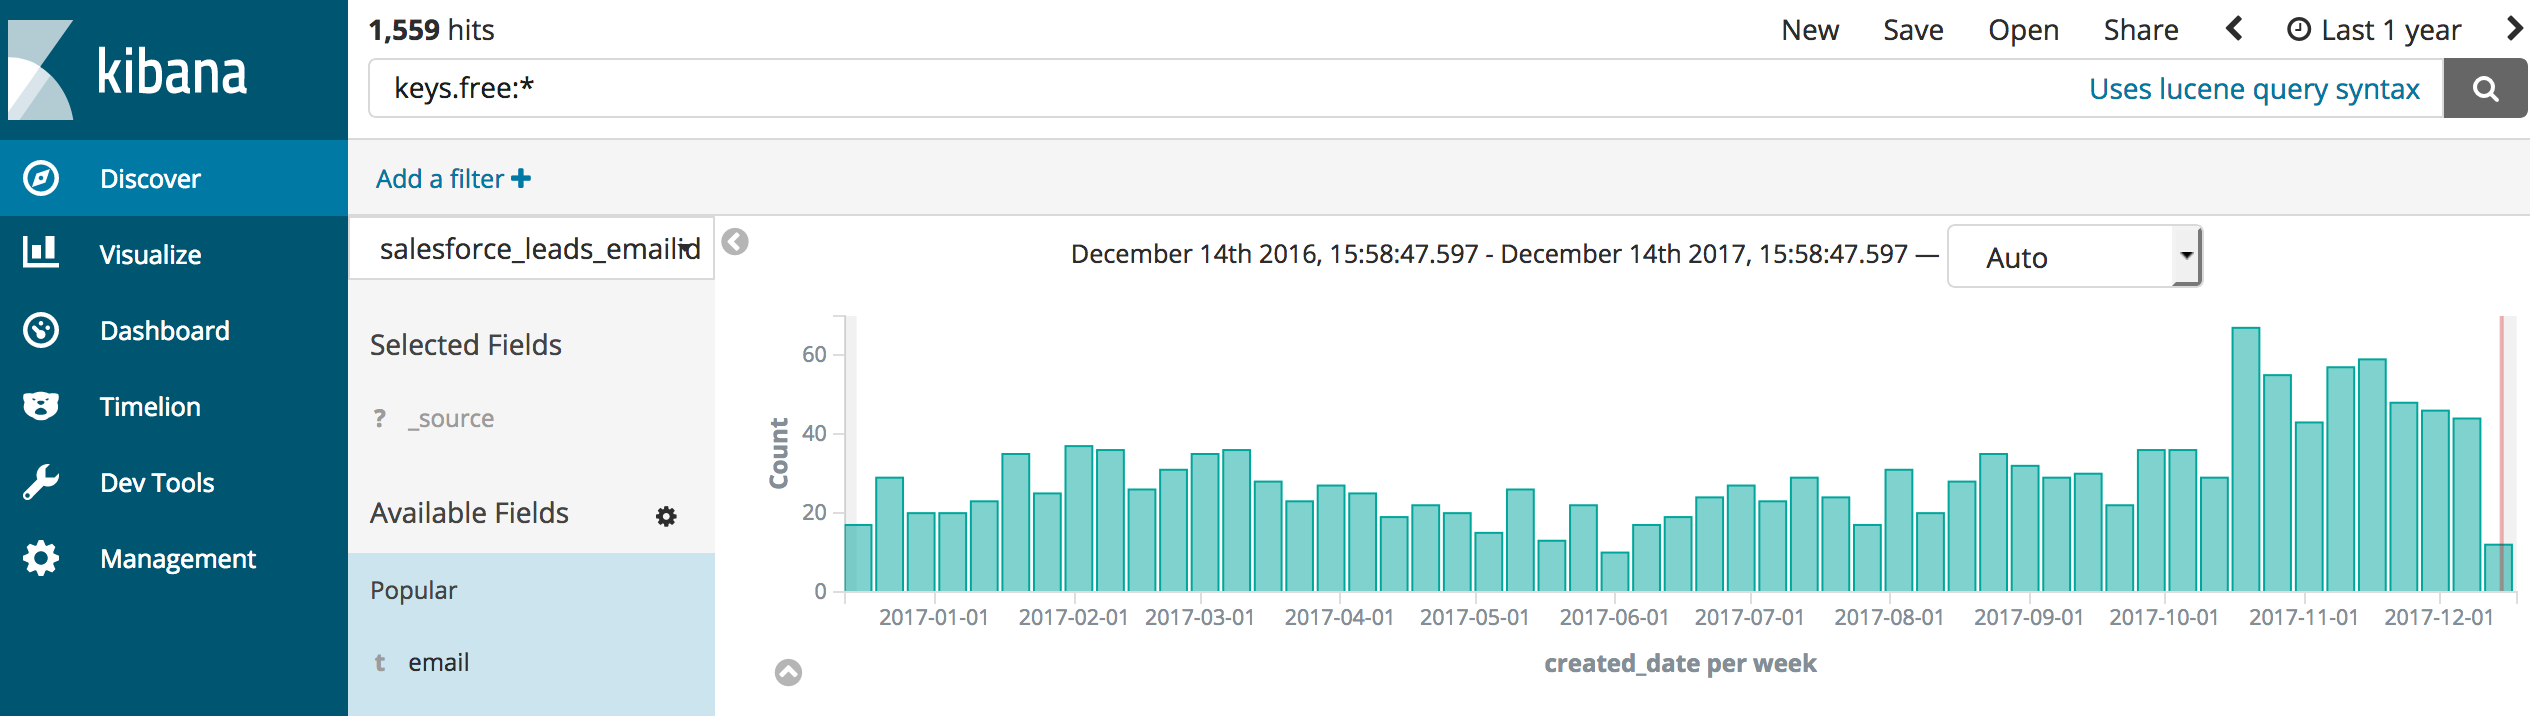 kibana
Discover
Visualize
Dashboard
Timelion
Dev Tools
Management
1,559 hits
New Save Open Share Last 1 year
keys.free:*
Uses lucene query syntax
Add a filter
salesforce_leads_emailid
Selected Fields
? _source
Available Fields
Popular
t email
December 14th 2016, 15:58:47.597 - December 14th 2017, 15:58:47.597 — Auto
Count
60
40
20
0
2017-01-01 2017-02-01 2017-03-01 2017-04-01 2017-05-01 2017-06-01 2017-07-01 2017-08-01 2017-09-01 2017-10-01 2017-11-01 2017-12-01
created_date per week